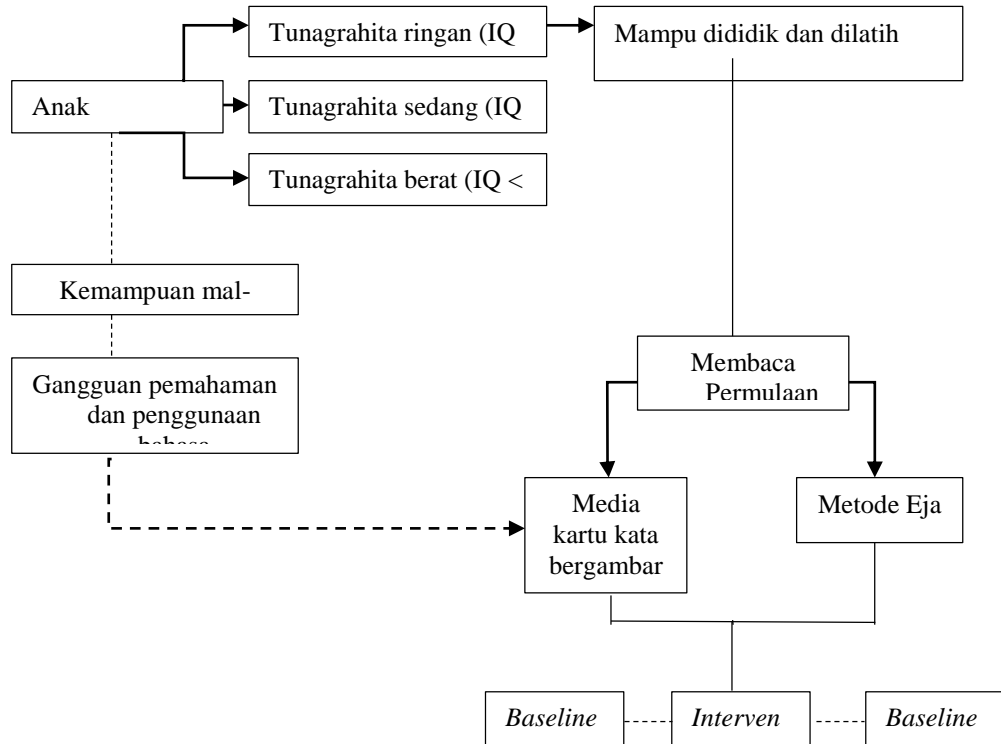 Tunagrahita ringan (IQ
Mampu dididik dan dilatih
Anak
Tunagrahita sedang (IQ
Tunagrahita berat (IQ <
Kemampuan mal-
Gangguan pemahaman
dan penggunaan
bahasa
Membaca
Permulaan
Media
kartu kata
bergambar
Metode Eja
Baseline
Interven
Baseline